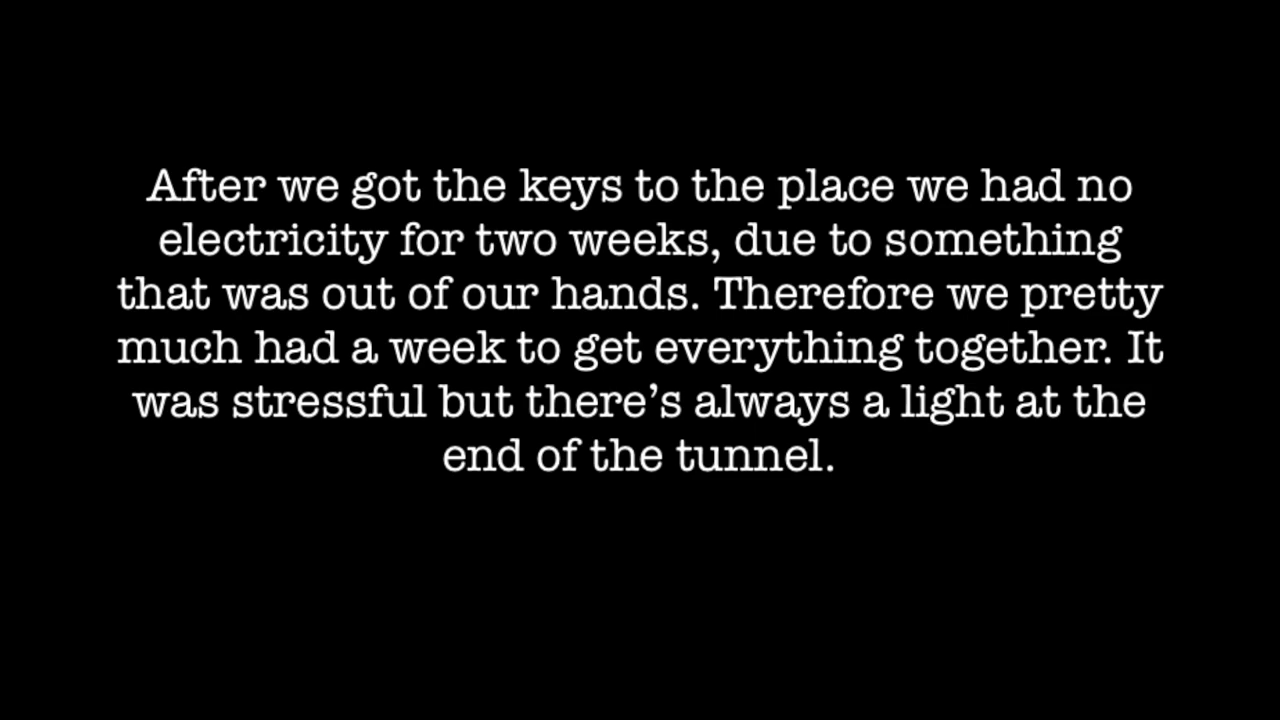 After we got the keys to the place we had no
electricity for two weeks, due to something
that was out of our hands. Therefore we pretty
much had a week to get everything together. It
was stressful but there’s always a light at the
end of the tunnel.